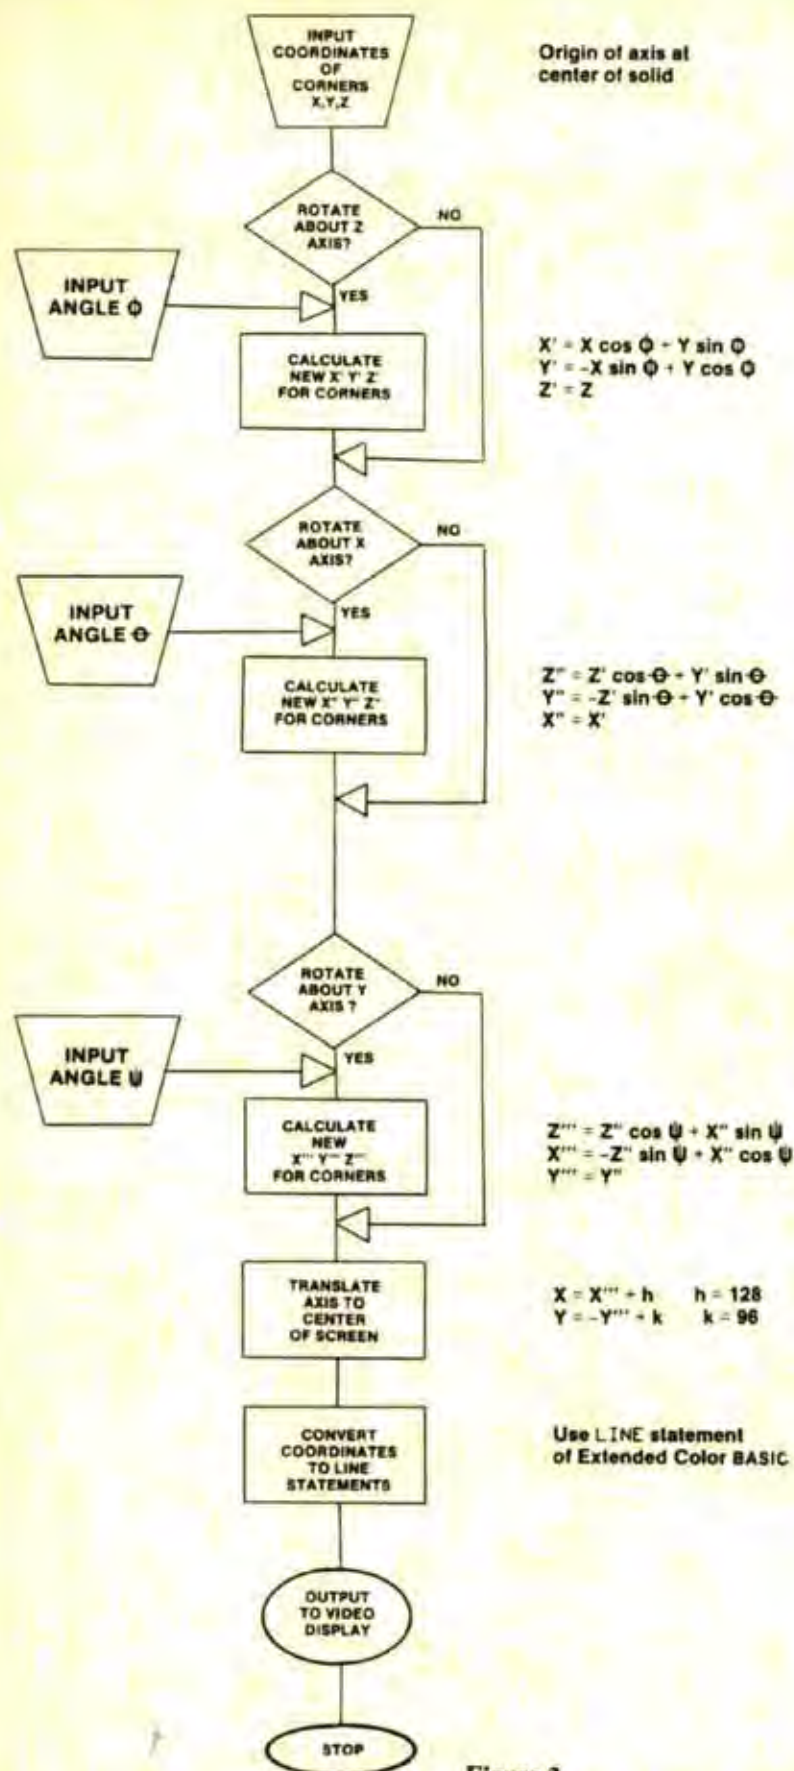 INPUT
COORDINATES
OF
CORNERS
X,Y,Z
Origin of axis at
center of solid
ROTATE
ABOUT Z
AXIS?
NO
YES
INPUT
ANGLE Φ
CALCULATE
NEW X' Y' Z'
FOR CORNERS
X' = X cos Φ + Y sin Φ
Y' = -X sin Φ + Y cos Φ
Z' = Z
ROTATE
ABOUT X
AXIS?
NO
YES
INPUT
ANGLE Θ
CALCULATE
NEW X" Y" Z"
FOR CORNERS
Z" = Z' cos Θ + Y' sin Θ
Y" = -Z' sin Θ + Y' cos Θ
X" = X'
ROTATE
ABOUT Y
AXIS ?
NO
YES
INPUT
ANGLE ψ
CALCULATE
NEW
X''' Y''' Z'''
FOR CORNERS
Z''' = Z" cos ψ + X" sin ψ
X''' = -Z" sin ψ + X" cos ψ
Y''' = Y"
TRANSLATE
AXIS TO
CENTER
OF SCREEN
X = X''' + h h = 128
Y = -Y''' + k k = 96
CONVERT
COORDINATES
TO LINE
STATEMENTS
Use LINE statement
of Extended Color BASIC
OUTPUT
TO VIDEO
DISPLAY
STOP